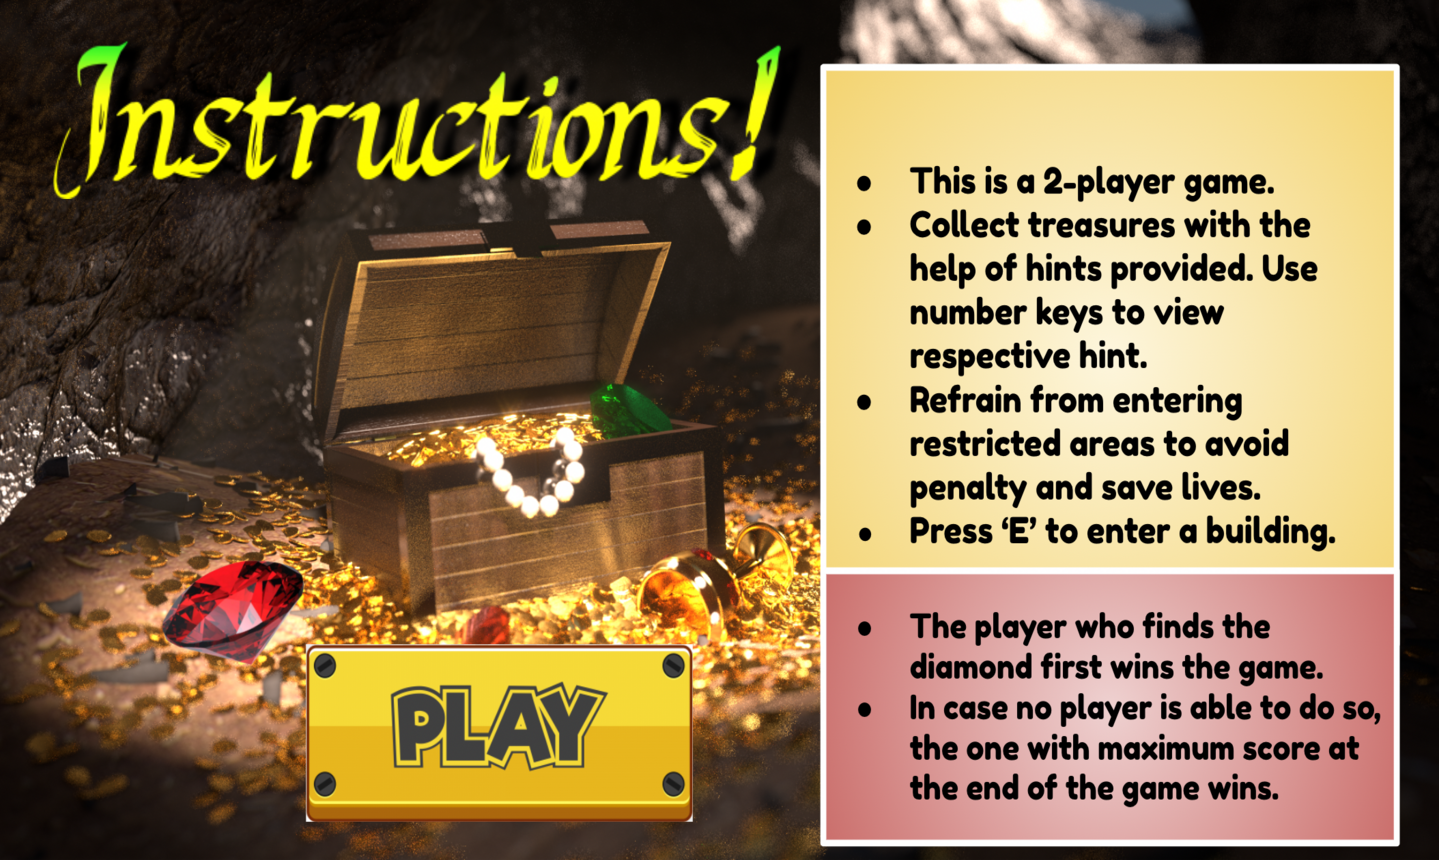 Instructions!
• This is a 2-player game.
• Collect treasures with the
help of hints provided. Use
number keys to view
respective hint.
• Refrain from entering
restricted areas to avoid
penalty and save lives.
• Press ‘E’ to enter a building.
• The player who finds the
diamond first wins the game.
• In case no player is able to do so,
the one with maximum score at
the end of the game wins.
PLAY